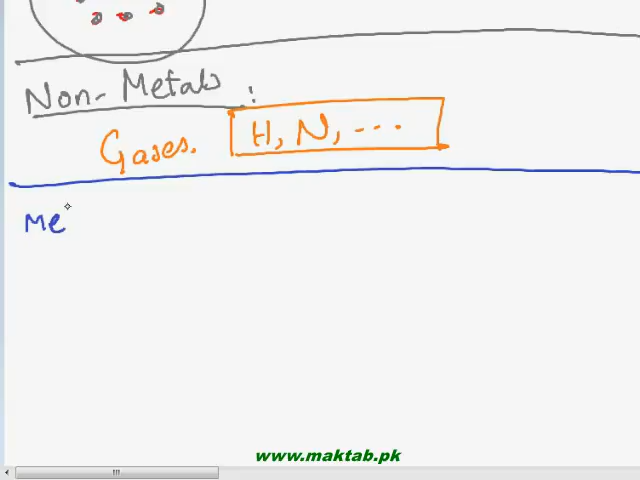 Non-Metals :
Gases. H, N, ...
Me
www.maktab.pk